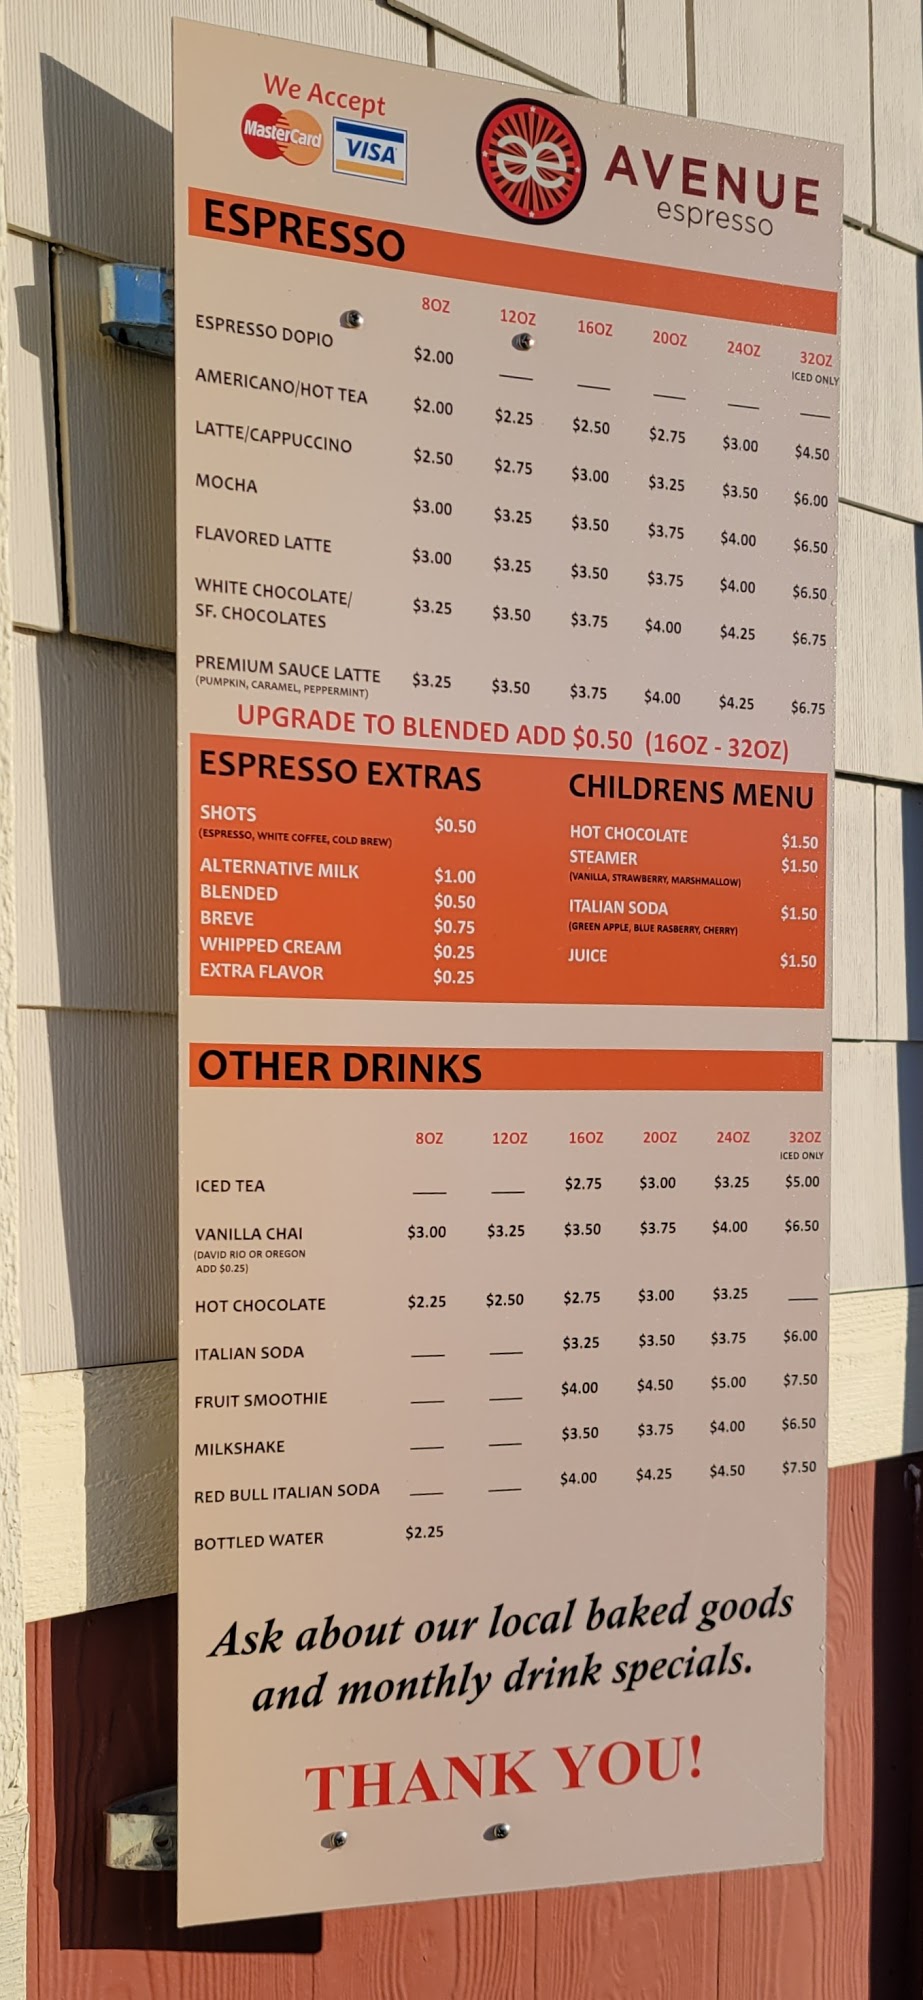 We Accept
MasterCard VISA
æ AVENUE
espresso
ESPRESSO
8OZ 12OZ 16OZ 20OZ 24OZ 32OZ
ICED ONLY
ESPRESSO DOPIO $2.00 — — — — —
AMERICANO/HOT TEA $2.00 $2.25 $2.50 $2.75 $3.00 $4.50
LATTE/CAPPUCCINO $2.50 $2.75 $3.00 $3.25 $3.50 $6.00
MOCHA $3.00 $3.25 $3.50 $3.75 $4.00 $6.50
FLAVORED LATTE $3.00 $3.25 $3.50 $3.75 $4.00 $6.50
WHITE CHOCOLATE/
SF. CHOCOLATES $3.25 $3.50 $3.75 $4.00 $4.25 $6.75
PREMIUM SAUCE LATTE $3.25 $3.50 $3.75 $4.00 $4.25 $6.75
(PUMPKIN, CARAMEL, PEPPERMINT)
UPGRADE TO BLENDED ADD $0.50 (16OZ - 32OZ)
ESPRESSO EXTRAS
SHOTS $0.50
(ESPRESSO, WHITE COFFEE, COLD BREW)
ALTERNATIVE MILK $1.00
BLENDED $0.50
BREVE $0.75
WHIPPED CREAM $0.25
EXTRA FLAVOR $0.25
CHILDRENS MENU
HOT CHOCOLATE $1.50
STEAMER $1.50
(VANILLA, STRAWBERRY, MARSHMALLOW)
ITALIAN SODA $1.50
(GREEN APPLE, BLUE RASBERRY, CHERRY)
JUICE $1.50
OTHER DRINKS
8OZ 12OZ 16OZ 20OZ 24OZ 32OZ
ICED ONLY
ICED TEA — — $2.75 $3.00 $3.25 $5.00
VANILLA CHAI $3.00 $3.25 $3.50 $3.75 $4.00 $6.50
(DAVID RIO OR OREGON
ADD $0.25)
HOT CHOCOLATE $2.25 $2.50 $2.75 $3.00 $3.25 —
ITALIAN SODA — — $3.25 $3.50 $3.75 $6.00
FRUIT SMOOTHIE — — $4.00 $4.50 $5.00 $7.50
MILKSHAKE — — $3.50 $3.75 $4.00 $6.50
RED BULL ITALIAN SODA — — $4.00 $4.25 $4.50 $7.50
BOTTLED WATER $2.25
Ask about our local baked goods
and monthly drink specials.
THANK YOU!